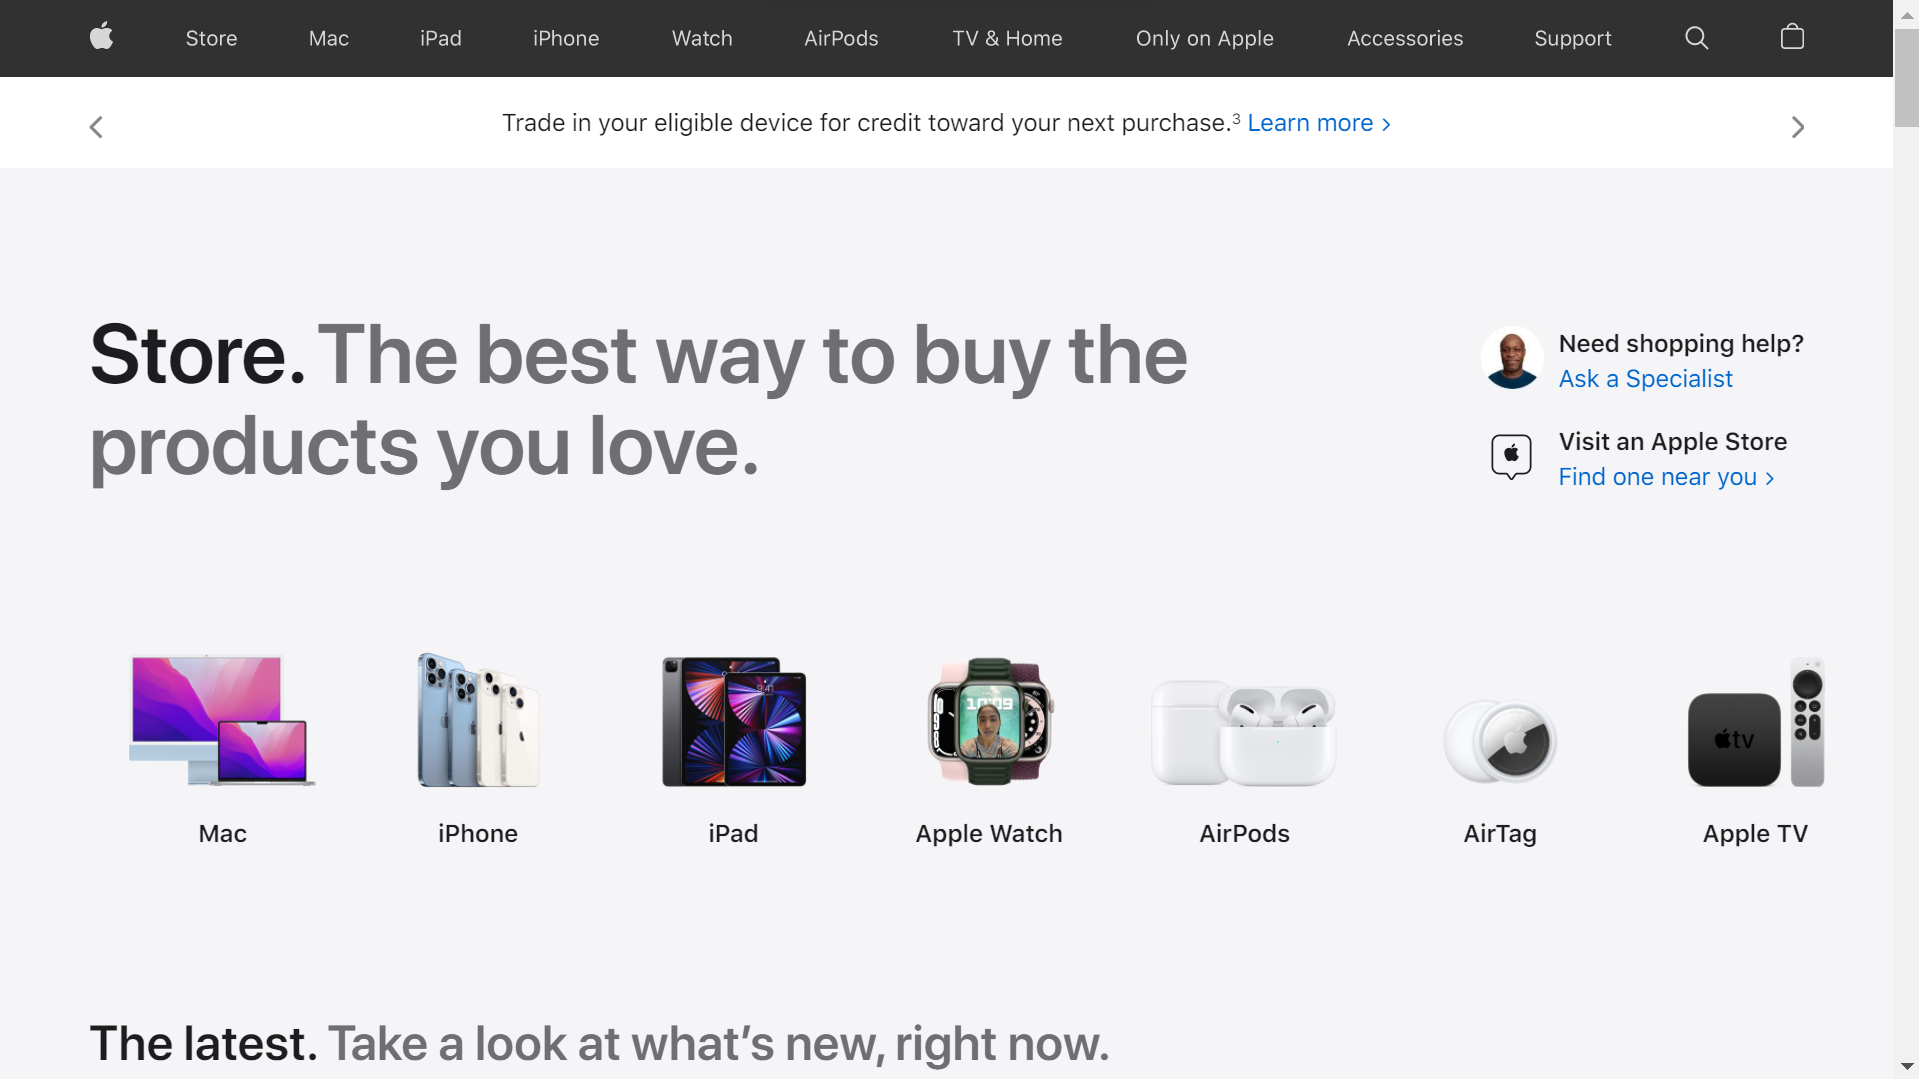 Store Mac iPad iPhone Watch AirPods TV & Home Only on Apple Accessories Support
Trade in your eligible device for credit toward your next purchase.³ Learn more >
Store. The best way to buy the
products you love.
Need shopping help?
Ask a Specialist
Visit an Apple Store
Find one near you >
10:09
9:41
tv
Mac iPhone iPad Apple Watch AirPods AirTag Apple TV
The latest. Take a look at what’s new, right now.